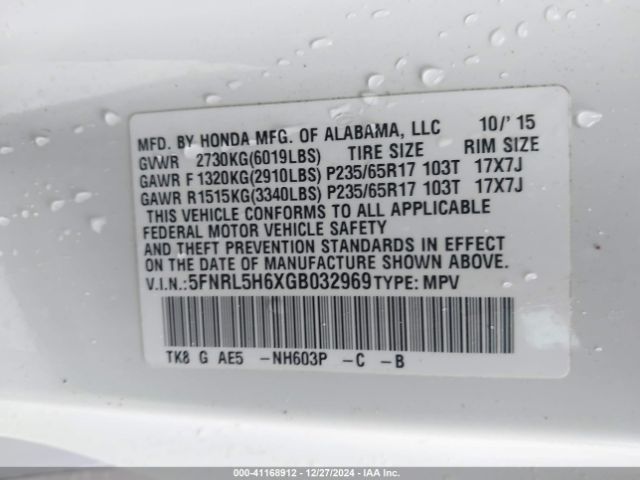 MFD. BY HONDA MFG. OF ALABAMA, LLC 10/'15
GVWR 2730KG(6019LBS) TIRE SIZE RIM SIZE
GAWR F1320KG(2910LBS) P235/65R17 103T 17X7J
GAWR R1515KG(3340LBS) P235/65R17 103T 17X7J
THIS VEHICLE CONFORMS TO ALL APPLICABLE
FEDERAL MOTOR VEHICLE SAFETY
AND THEFT PREVENTION STANDARDS IN EFFECT ON
THE DATE OF MANUFACTURE SHOWN ABOVE.
V.I.N.:5FNRL5H6XGB032969 TYPE: MPV
TK8 G AE5 -NH603P -C -B
000-41168912 - 12/27/2024 - IAA Inc.